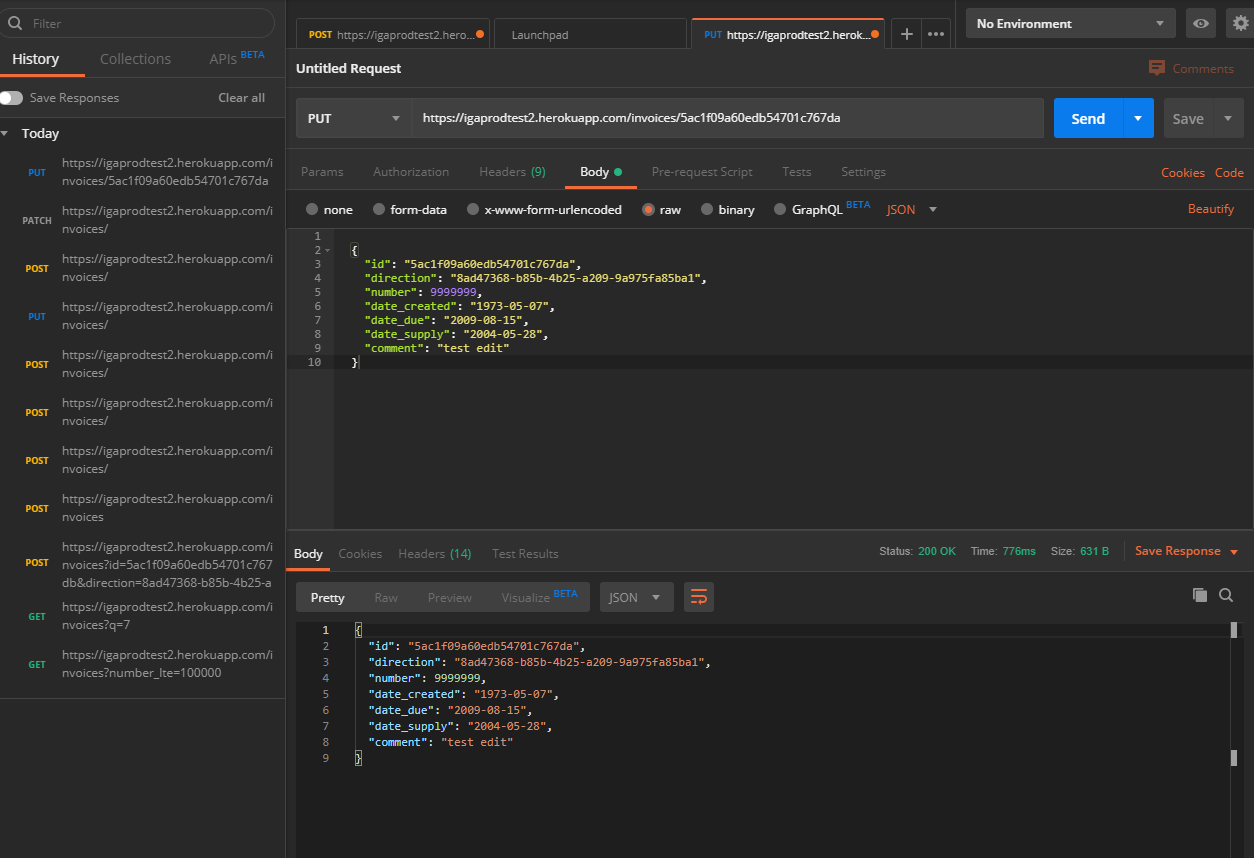 Filter
History
Collections
APIs BETA
Save Responses
Clear all
Today
PUT
https://igaprodtest2.herokuapp.com/i
nvoices/5ac1f09a60edb54701c767da
PATCH
https://igaprodtest2.herokuapp.com/i
nvoices/
POST
https://igaprodtest2.herokuapp.com/i
nvoices/
PUT
https://igaprodtest2.herokuapp.com/i
nvoices/
POST
https://igaprodtest2.herokuapp.com/i
nvoices/
POST
https://igaprodtest2.herokuapp.com/i
nvoices/
POST
https://igaprodtest2.herokuapp.com/i
nvoices/
POST
https://igaprodtest2.herokuapp.com/i
nvoices
POST
https://igaprodtest2.herokuapp.com/i
nvoices?id=5ac1f09a60edb54701c767
db&direction=8ad47368-b85b-4b25-a
GET
https://igaprodtest2.herokuapp.com/i
nvoices?q=7
GET
https://igaprodtest2.herokuapp.com/i
nvoices?number_lte=100000
POST https://igaprodtest2.hero...
Launchpad
PUT https://igaprodtest2.herok...
No Environment
Untitled Request
Comments
PUT
https://igaprodtest2.herokuapp.com/invoices/5ac1f09a60edb54701c767da
Send
Save
Params
Authorization
Headers (9)
Body
Pre-request Script
Tests
Settings
Cookies
Code
none
form-data
x-www-form-urlencoded
raw
binary
GraphQL BETA
JSON
Beautify
1
2 {
3 "id": "5ac1f09a60edb54701c767da",
4 "direction": "8ad47368-b85b-4b25-a209-9a975fa85ba1",
5 "number": 9999999,
6 "date_created": "1973-05-07",
7 "date_due": "2009-08-15",
8 "date_supply": "2004-05-28",
9 "comment": "test edit"
10 }
Body
Cookies
Headers (14)
Test Results
Status: 200 OK
Time: 776ms
Size: 631 B
Save Response
Pretty
Raw
Preview
Visualize BETA
JSON
1 {
2 "id": "5ac1f09a60edb54701c767da",
3 "direction": "8ad47368-b85b-4b25-a209-9a975fa85ba1",
4 "number": 9999999,
5 "date_created": "1973-05-07",
6 "date_due": "2009-08-15",
7 "date_supply": "2004-05-28",
8 "comment": "test edit"
9 }